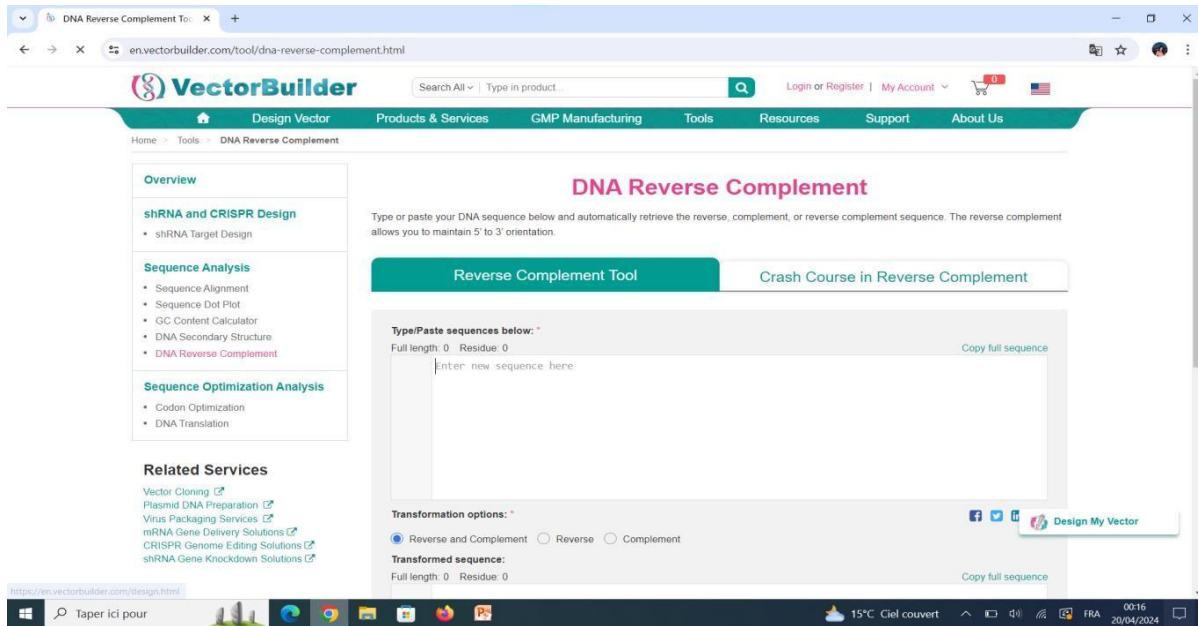 DNA Reverse Complement Too
en.vectorbuilder.com/tool/dna-reverse-complement.html
VectorBuilder
Search All
Type in product...
Login or Register | My Account
0
Design Vector
Products & Services
GMP Manufacturing
Tools
Resources
Support
About Us
Home > Tools > DNA Reverse Complement
Overview
shRNA and CRISPR Design
• shRNA Target Design
Sequence Analysis
• Sequence Alignment
• Sequence Dot Plot
• GC Content Calculator
• DNA Secondary Structure
• DNA Reverse Complement
Sequence Optimization Analysis
• Codon Optimization
• DNA Translation
Related Services
Vector Cloning
Plasmid DNA Preparation
Virus Packaging Services
mRNA Gene Delivery Solutions
CRISPR Genome Editing Solutions
shRNA Gene Knockdown Solutions
DNA Reverse Complement
Type or paste your DNA sequence below and automatically retrieve the reverse, complement, or reverse complement sequence. The reverse complement
allows you to maintain 5' to 3' orientation.
Reverse Complement Tool
Crash Course in Reverse Complement
Type/Paste sequences below: *
Full length: 0 Residue: 0
Copy full sequence
Enter new sequence here
Transformation options: *
Design My Vector
Reverse and Complement
Reverse
Complement
Transformed sequence:
Full length: 0 Residue: 0
Copy full sequence
https://en.vectorbuilder.com/design.html
Taper ici pour
15°C Ciel couvert
FRA
00:16
20/04/2024